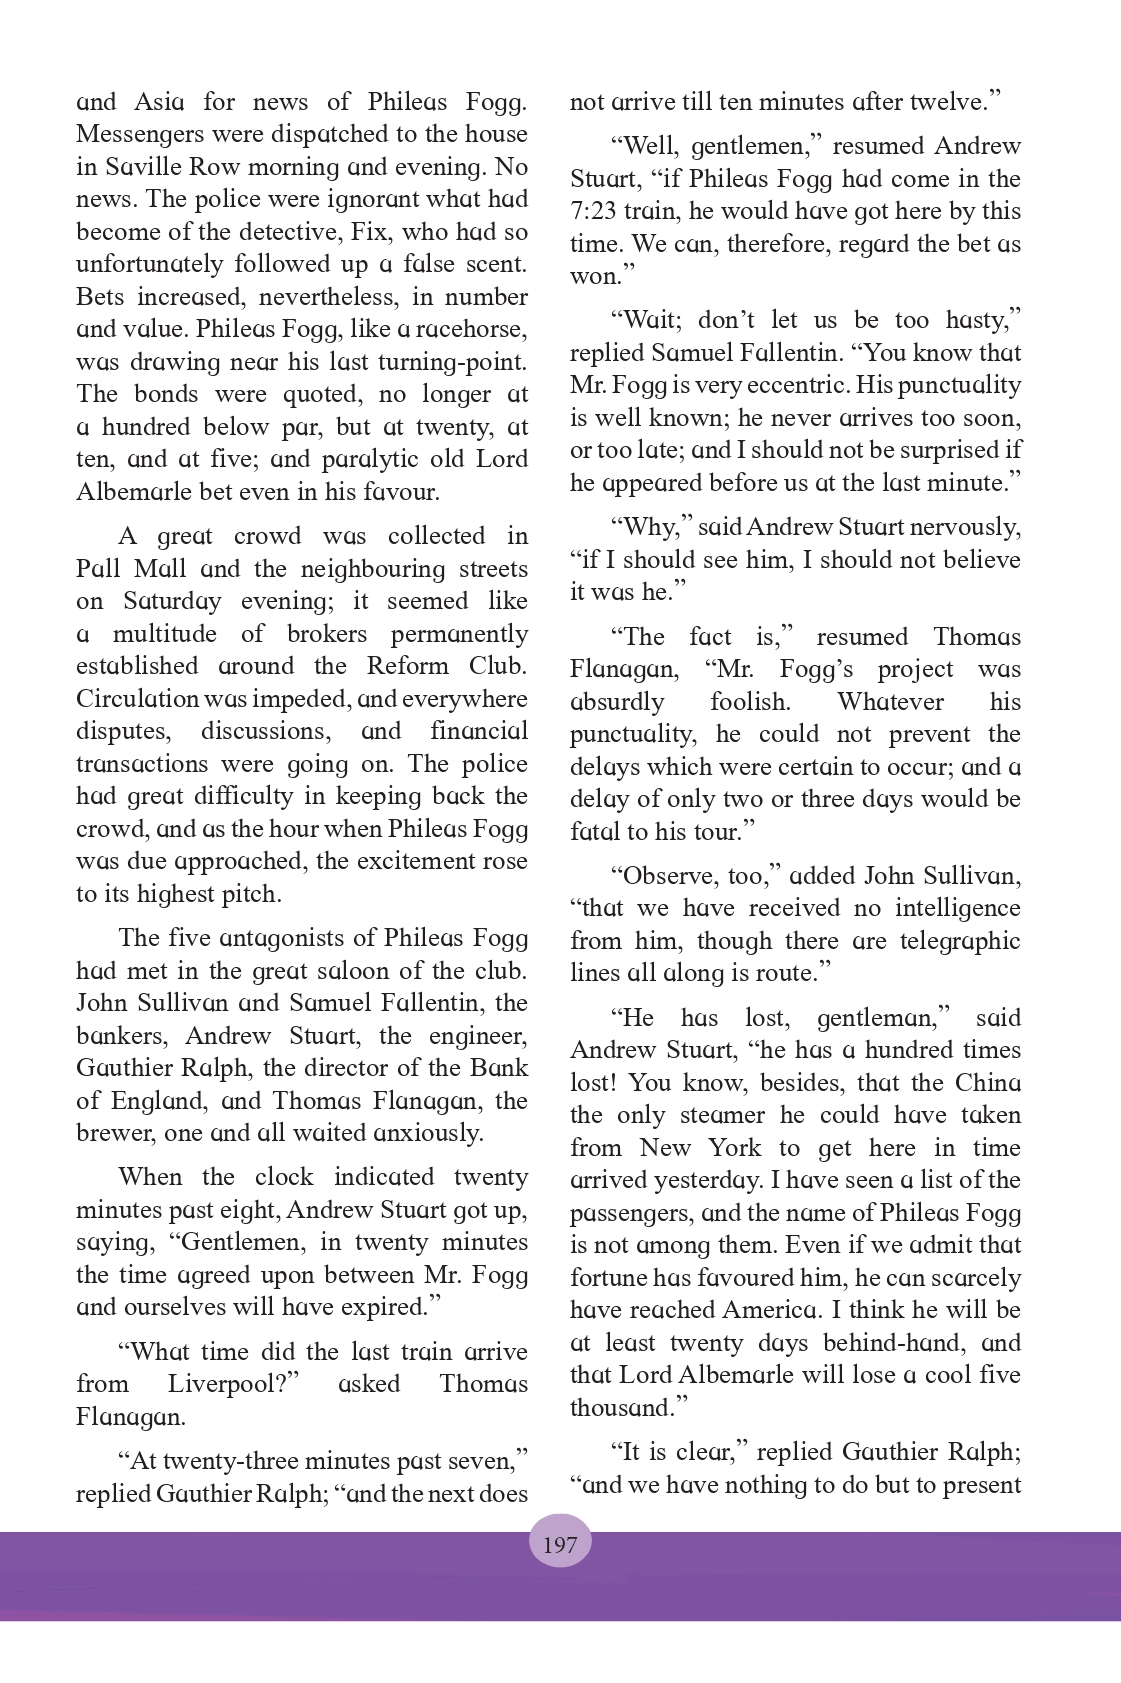 and Asia for news of Phileas Fogg.
Messengers were dispatched to the house
in Saville Row morning and evening. No
news. The police were ignorant what had
become of the detective, Fix, who had so
unfortunately followed up a false scent.
Bets increased, nevertheless, in number
and value. Phileas Fogg, like a racehorse,
was drawing near his last turning-point.
The bonds were quoted, no longer at
a hundred below par, but at twenty, at
ten, and at five; and paralytic old Lord
Albemarle bet even in his favour.
A great crowd was collected in
Pall Mall and the neighbouring streets
on Saturday evening; it seemed like
a multitude of brokers permanently
established around the Reform Club.
Circulation was impeded, and everywhere
disputes, discussions, and financial
transactions were going on. The police
had great difficulty in keeping back the
crowd, and as the hour when Phileas Fogg
was due approached, the excitement rose
to its highest pitch.
The five antagonists of Phileas Fogg
had met in the great saloon of the club.
John Sullivan and Samuel Fallentin, the
bankers, Andrew Stuart, the engineer,
Gauthier Ralph, the director of the Bank
of England, and Thomas Flanagan, the
brewer, one and all waited anxiously.
When the clock indicated twenty
minutes past eight, Andrew Stuart got up,
saying, “Gentlemen, in twenty minutes
the time agreed upon between Mr. Fogg
and ourselves will have expired.”
“What time did the last train arrive
from Liverpool?” asked Thomas
Flanagan.
“At twenty-three minutes past seven,”
replied Gauthier Ralph; “and the next does
not arrive till ten minutes after twelve.”
“Well, gentlemen,” resumed Andrew
Stuart, “if Phileas Fogg had come in the
7:23 train, he would have got here by this
time. We can, therefore, regard the bet as
won.”
“Wait; don’t let us be too hasty,”
replied Samuel Fallentin. “You know that
Mr. Fogg is very eccentric. His punctuality
is well known; he never arrives too soon,
or too late; and I should not be surprised if
he appeared before us at the last minute.”
“Why,” said Andrew Stuart nervously,
“if I should see him, I should not believe
it was he.”
“The fact is,” resumed Thomas
Flanagan, “Mr. Fogg’s project was
absurdly foolish. Whatever his
punctuality, he could not prevent the
delays which were certain to occur; and a
delay of only two or three days would be
fatal to his tour.”
“Observe, too,” added John Sullivan,
“that we have received no intelligence
from him, though there are telegraphic
lines all along is route.”
“He has lost, gentleman,” said
Andrew Stuart, “he has a hundred times
lost! You know, besides, that the China
the only steamer he could have taken
from New York to get here in time
arrived yesterday. I have seen a list of the
passengers, and the name of Phileas Fogg
is not among them. Even if we admit that
fortune has favoured him, he can scarcely
have reached America. I think he will be
at least twenty days behind-hand, and
that Lord Albemarle will lose a cool five
thousand.”
“It is clear,” replied Gauthier Ralph;
“and we have nothing to do but to present
197